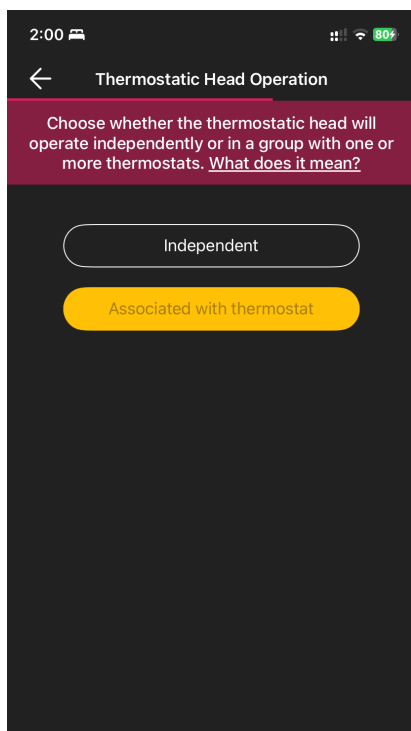 2:00
80
Thermostatic Head Operation
Choose whether the thermostatic head will
operate independently or in a group with one or
more thermostats. What does it mean?
Independent
Associated with thermostat